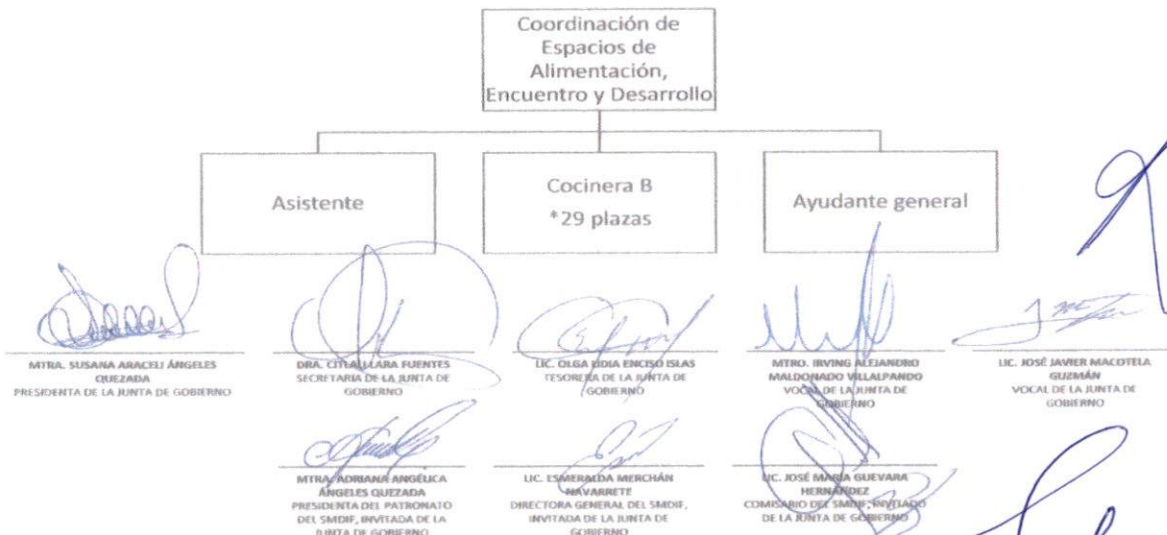 Coordinación de
Espacios de
Alimentación,
Encuentro y Desarrollo
Asistente
Cocinera B
*29 plazas
Ayudante general
MTRA. SUSANA ARACELI ÁNGELES
QUEZADA
PRESIDENTA DE LA JUNTA DE GOBIERNO
DRA. CITLALI LARA FUENTES
SECRETARIA DE LA JUNTA DE
GOBIERNO
LIC. OLGA LIDIA ENCISO ISLAS
TESORERA DE LA JUNTA DE
GOBIERNO
MTRO. IRVING ALEJANDRO
MALDONADO VILLALPANDO
VOCAL DE LA JUNTA DE
GOBIERNO
LIC. JOSÉ JAVIER MACOTELA
GUZMÁN
VOCAL DE LA JUNTA DE
GOBIERNO
MTRA. ADRIANA ANGÉLICA
ÁNGELES QUEZADA
PRESIDENTA DEL PATRONATO
DEL SMDIF, INVITADA DE LA
JUNTA DE GOBIERNO
LIC. ESMERALDA MERCHÁN
NAVARRETE
DIRECTORA GENERAL DEL SMDIF,
INVITADA DE LA JUNTA DE
GOBIERNO
LIC. JOSÉ MARÍA GUEVARA
HERNÁNDEZ
COMISARIO DEL SMDIF, INVITADO
DE LA JUNTA DE GOBIERNO